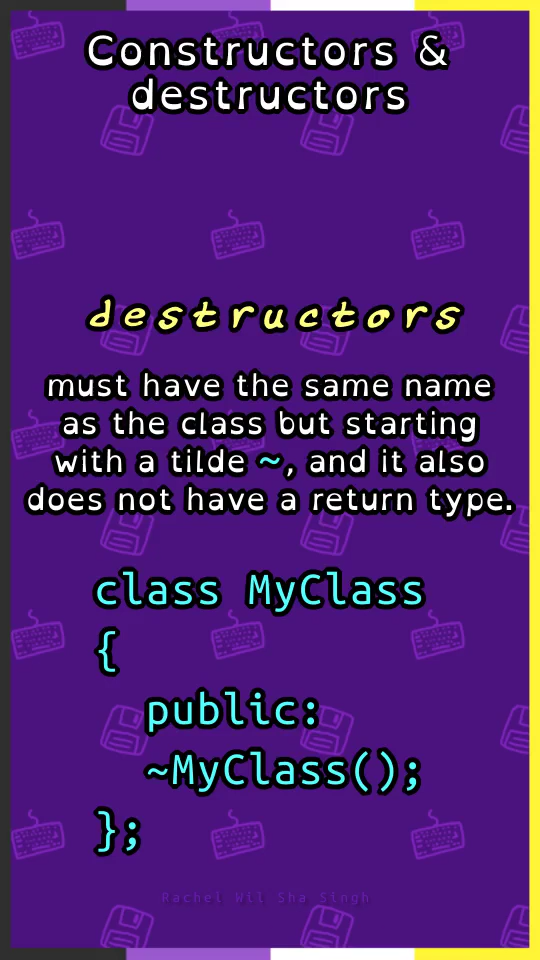 Constructors &
destructors
destructors
must have the same name
as the class but starting
with a tilde ~, and it also
does not have a return type.
class MyClass
{
public:
~MyClass();
};
Rachel Wil Sha Singh